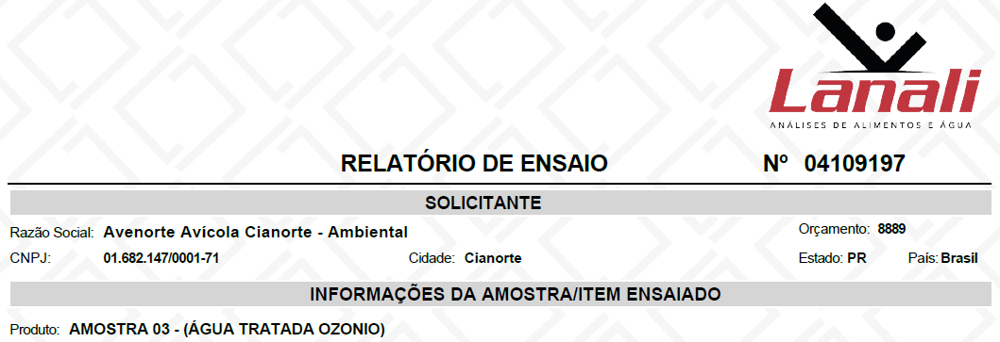 Lanali
ANÁLISES DE ALIMENTOS E ÁGUA
RELATÓRIO DE ENSAIO Nº 04109197
SOLICITANTE
Razão Social: Avenorte Avícola Cianorte - Ambiental Orçamento: 8889
CNPJ: 01.682.147/0001-71 Cidade: Cianorte Estado: PR País: Brasil
INFORMAÇÕES DA AMOSTRA/ITEM ENSAIADO
Produto: AMOSTRA 03 - (ÁGUA TRATADA OZONIO)